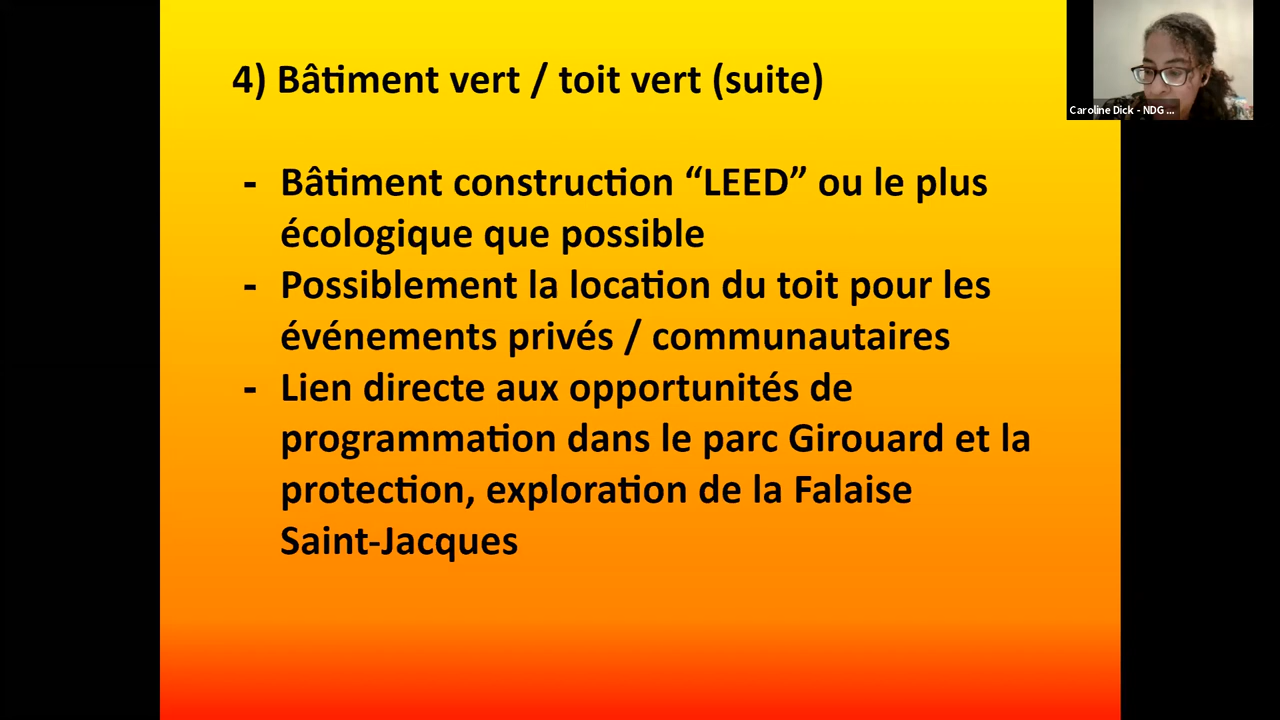 4) Bâtiment vert / toit vert (suite)
- Bâtiment construction “LEED” ou le plus
écologique que possible
- Possiblement la location du toit pour les
événements privés / communautaires
- Lien directe aux opportunités de
programmation dans le parc Girouard et la
protection, exploration de la Falaise
Saint-Jacques
Caroline Dick - NDG ...